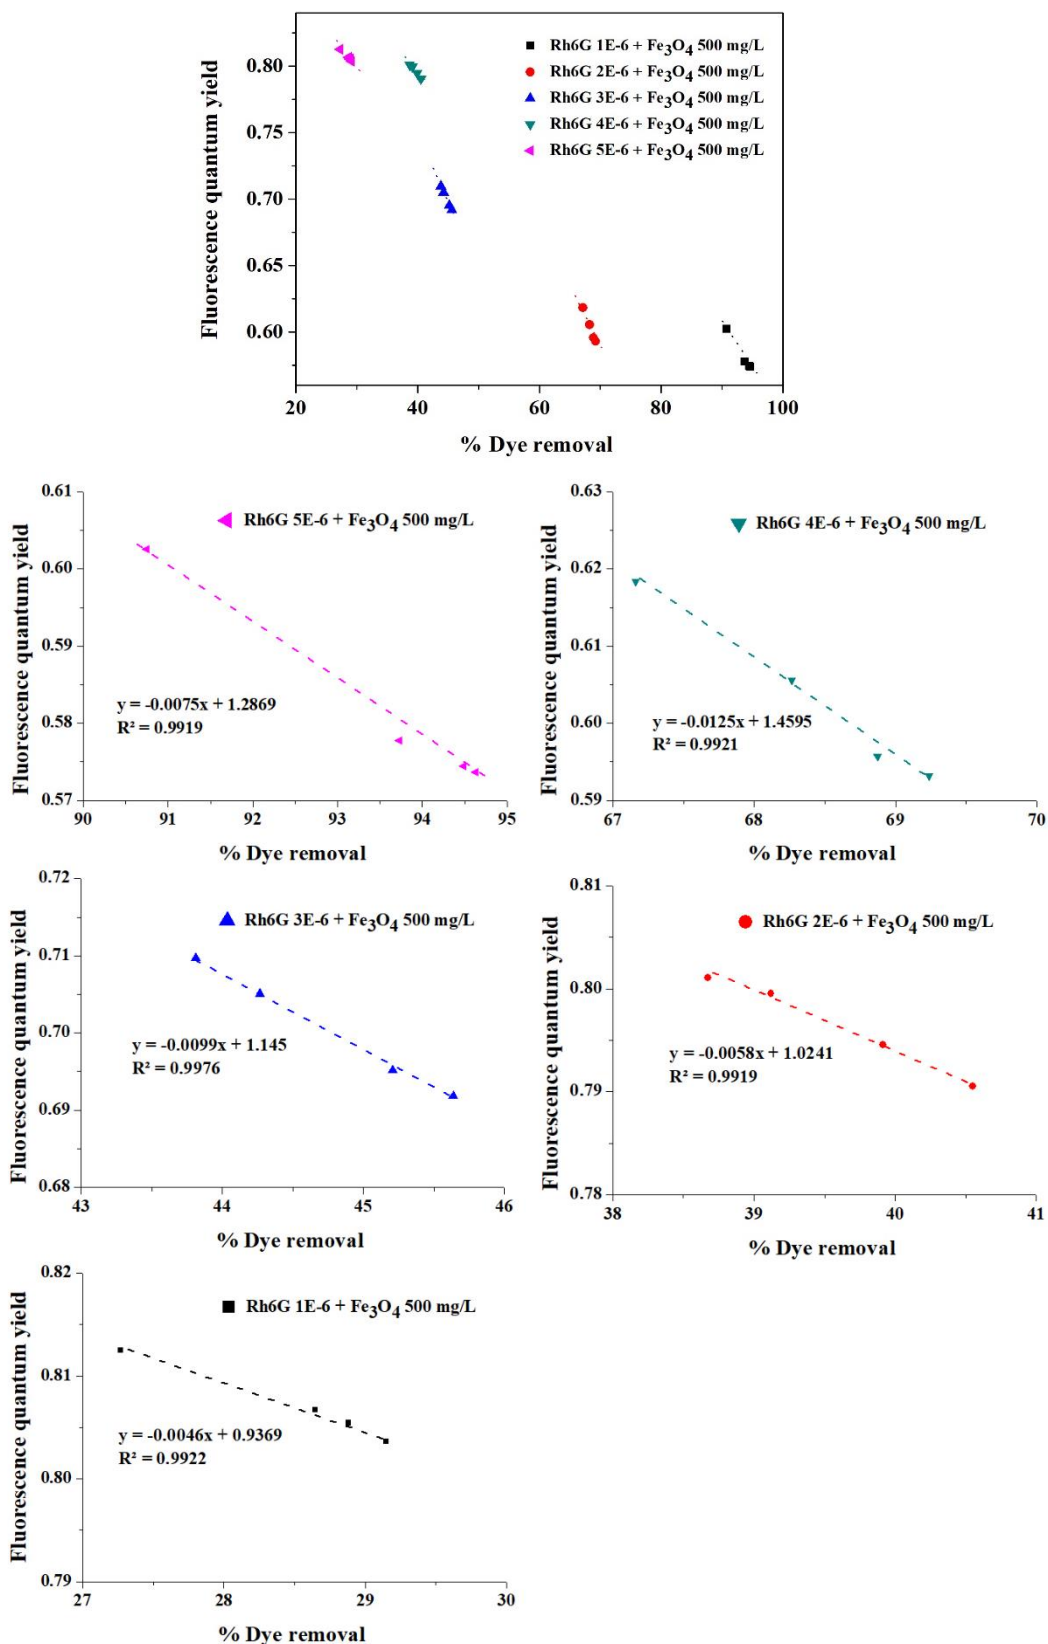 Fluorescence quantum yield
0.80
0.75
0.70
0.65
0.60
Rh6G 1E-6 + Fe₃O₄ 500 mg/L
Rh6G 2E-6 + Fe₃O₄ 500 mg/L
Rh6G 3E-6 + Fe₃O₄ 500 mg/L
Rh6G 4E-6 + Fe₃O₄ 500 mg/L
Rh6G 5E-6 + Fe₃O₄ 500 mg/L
20 40 60 80 100
% Dye removal
Fluorescence quantum yield
0.61
0.60
0.59
0.58
0.57
Rh6G 5E-6 + Fe₃O₄ 500 mg/L
y = -0.0075x + 1.2869
R² = 0.9919
90 91 92 93 94 95
% Dye removal
Fluorescence quantum yield
0.63
0.62
0.61
0.60
0.59
Rh6G 4E-6 + Fe₃O₄ 500 mg/L
y = -0.0125x + 1.4595
R² = 0.9921
67 68 69 70
% Dye removal
Fluorescence quantum yield
0.72
0.71
0.70
0.69
0.68
Rh6G 3E-6 + Fe₃O₄ 500 mg/L
y = -0.0099x + 1.145
R² = 0.9976
43 44 45 46
% Dye removal
Fluorescence quantum yield
0.81
0.80
0.79
0.78
Rh6G 2E-6 + Fe₃O₄ 500 mg/L
y = -0.0058x + 1.0241
R² = 0.9919
38 39 40 41
% Dye removal
Fluorescence quantum yield
0.82
0.81
0.80
0.79
Rh6G 1E-6 + Fe₃O₄ 500 mg/L
y = -0.0046x + 0.9369
R² = 0.9922
27 28 29 30
% Dye removal